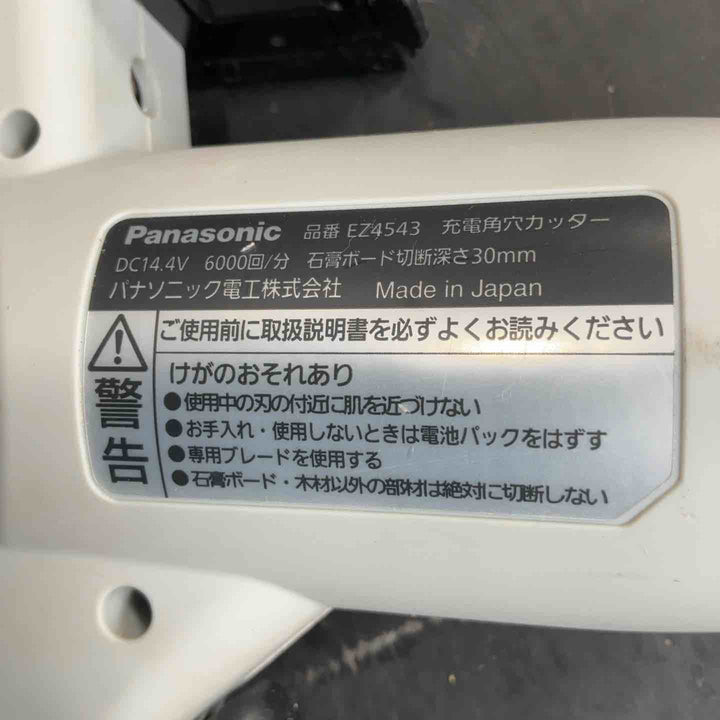 Panasonic 品番 EZ4543 充電角穴カッター
DC14.4V 6000回/分 石膏ボード切断深さ30mm
パナソニック電工株式会社 Made in Japan
ご使用前に取扱説明書を必ずよくお読みください
警告
けがのおそれあり
●使用中の刃の付近に肌を近づけない
●お手入れ・使用しないときは電池パックをはずす
●専用ブレードを使用する
●石膏ボード・木材以外の部材は絶対に切断しない